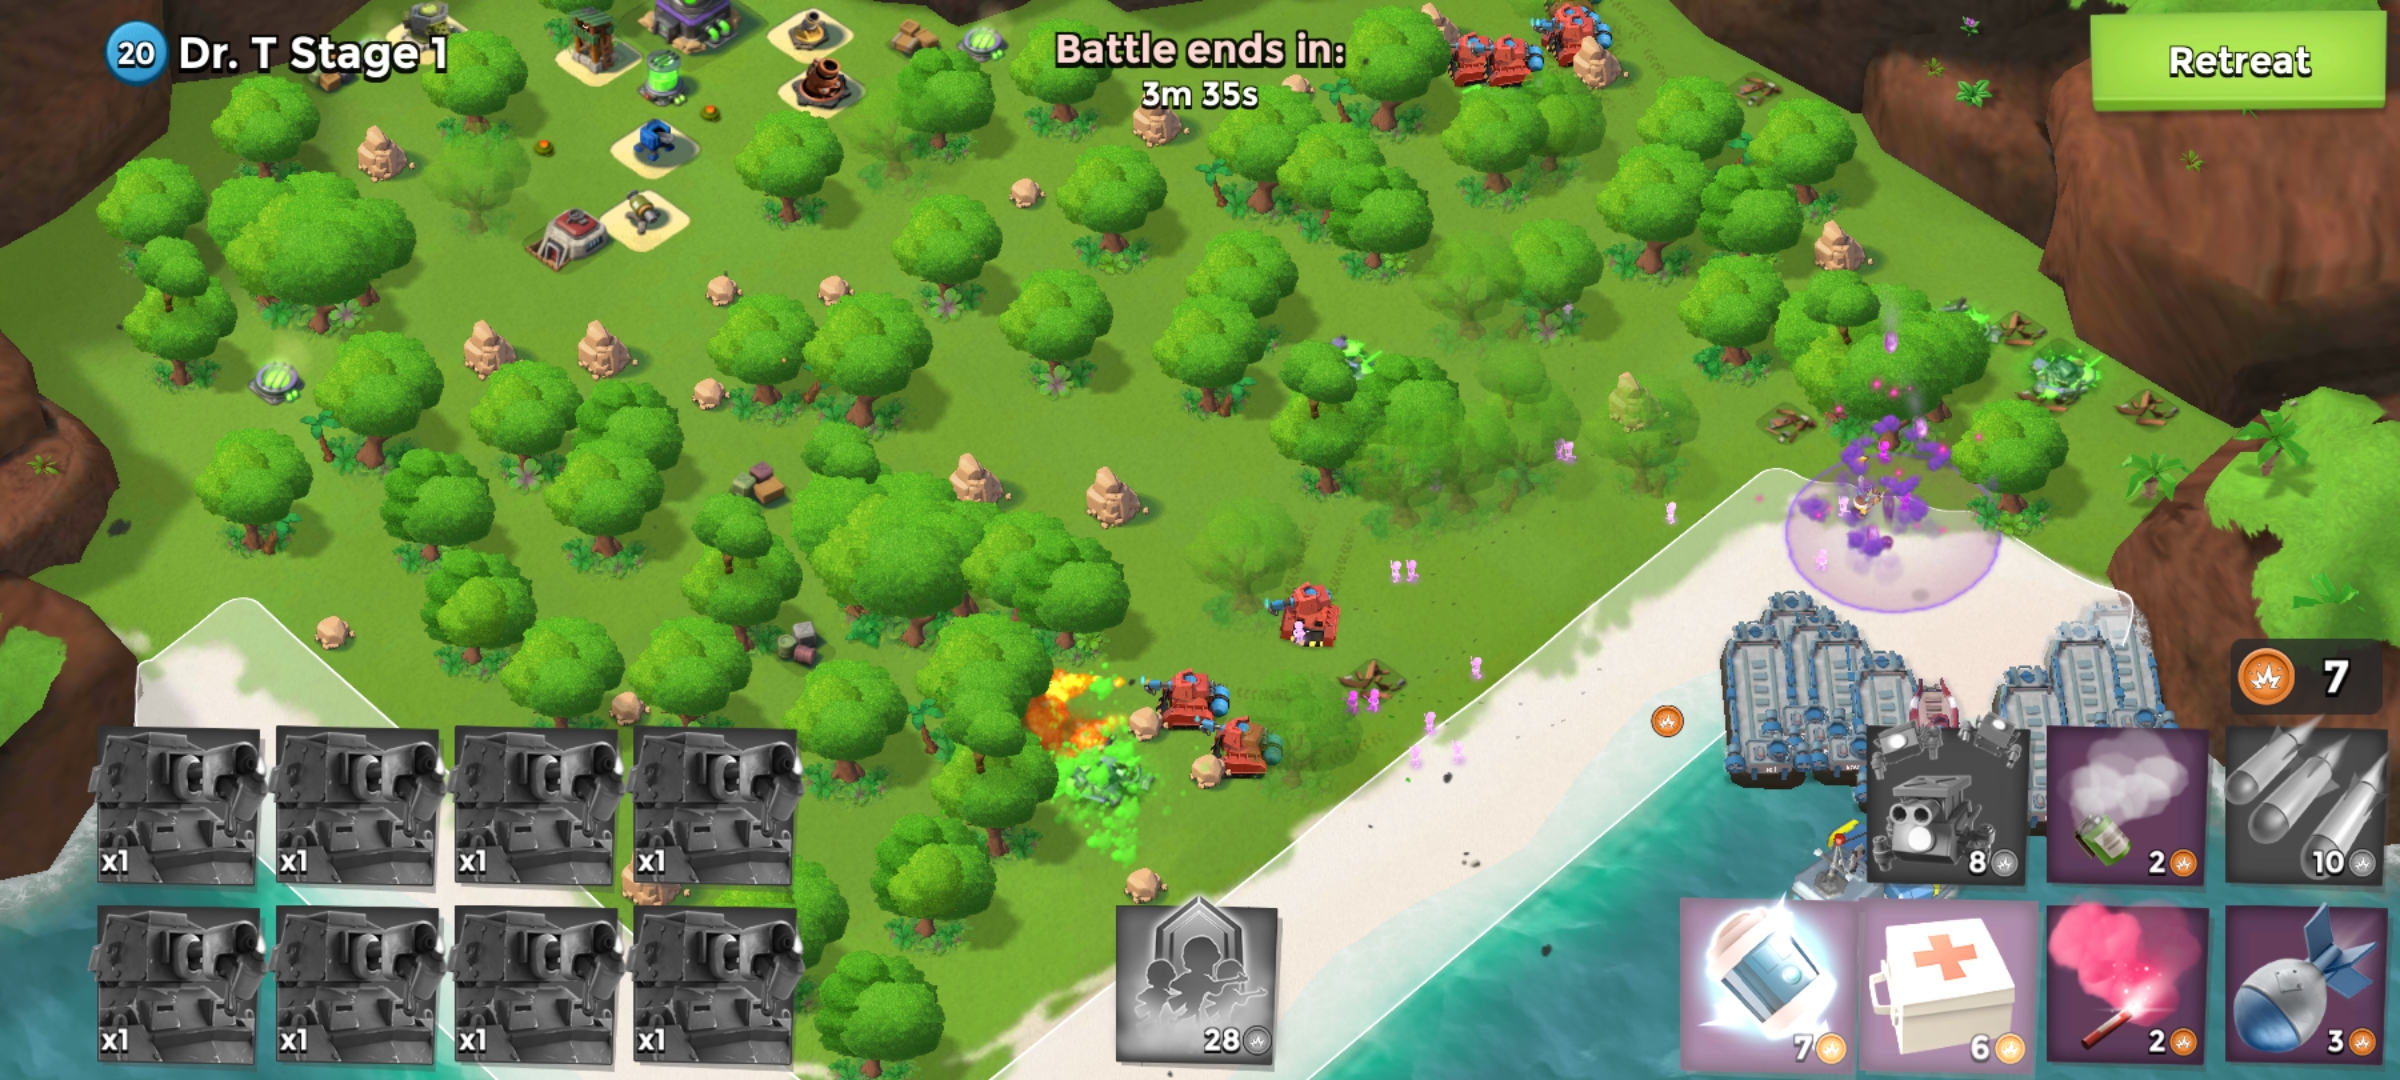 20 Dr. T Stage 1
Battle ends in:
3m 35s
Retreat
7
x1 x1 x1 x1
8 2 10
x1 x1 x1 x1
28
7 6 2 3